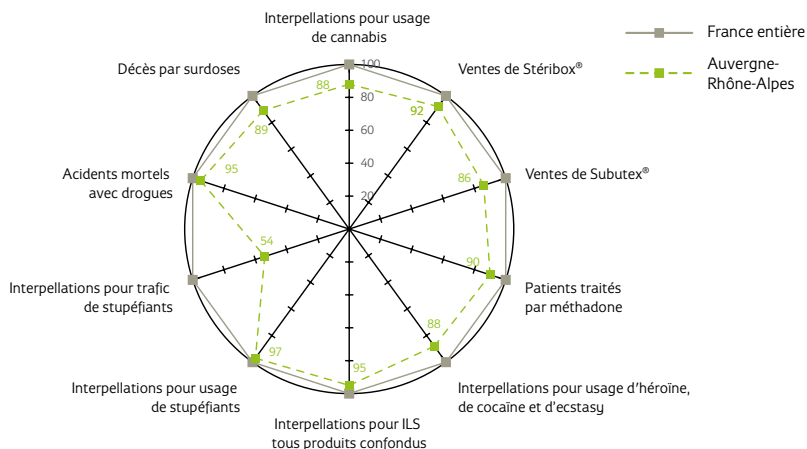 Interpellations pour usage
de cannabis
France entière
Auvergne-
Rhône-Alpes
Décès par surdoses
Ventes de Stéribox®
100
88
80
92
89
60
40
Acidents mortels
avec drogues
95
86
Ventes de Subutex®
20
54
90
Interpellations pour trafic
de stupéfiants
Patients traités
par méthadone
88
97
95
Interpellations pour usage
de stupéfiants
Interpellations pour usage d'héroïne,
de cocaïne et d'ecstasy
Interpellations pour ILS
tous produits confondus